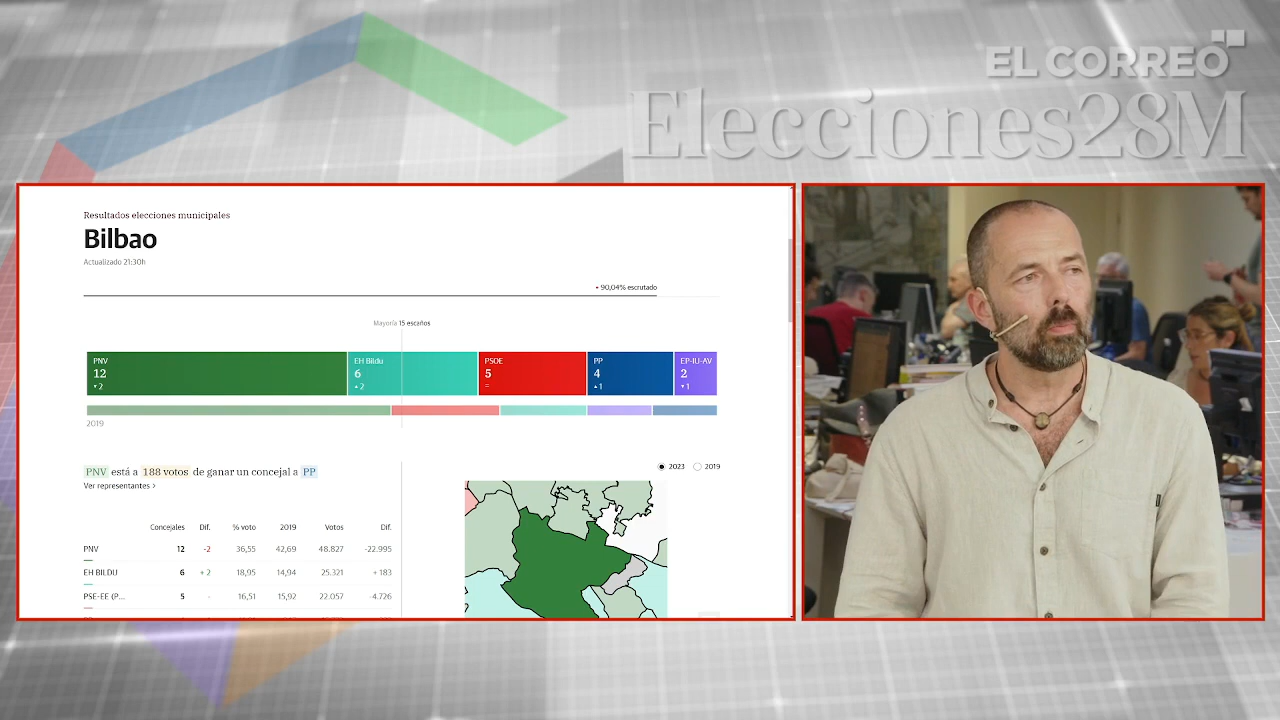 EL CORREO
Elecciones28M
Resultados elecciones municipales
Bilbao
Actualizado 21:30h
90,04% escrutado
Mayoría 15 escaños
PNV
12
▾ 2
EH Bildu
6
▴ 2
PSOE
5
=
PP
4
▴ 1
EP-IU-AV
2
▾ 1
2019
PNV está a 188 votos de ganar un concejal a PP
Ver representantes >
2023 2019
Concejales Dif. % voto 2019 Votos Dif.
PNV 12 -2 36,55 42,69 48.827 -22.995
EH BILDU 6 + 2 18,95 14,94 25.321 + 183
PSE-EE (P... 5 - 16,51 15,92 22.057 -4.726